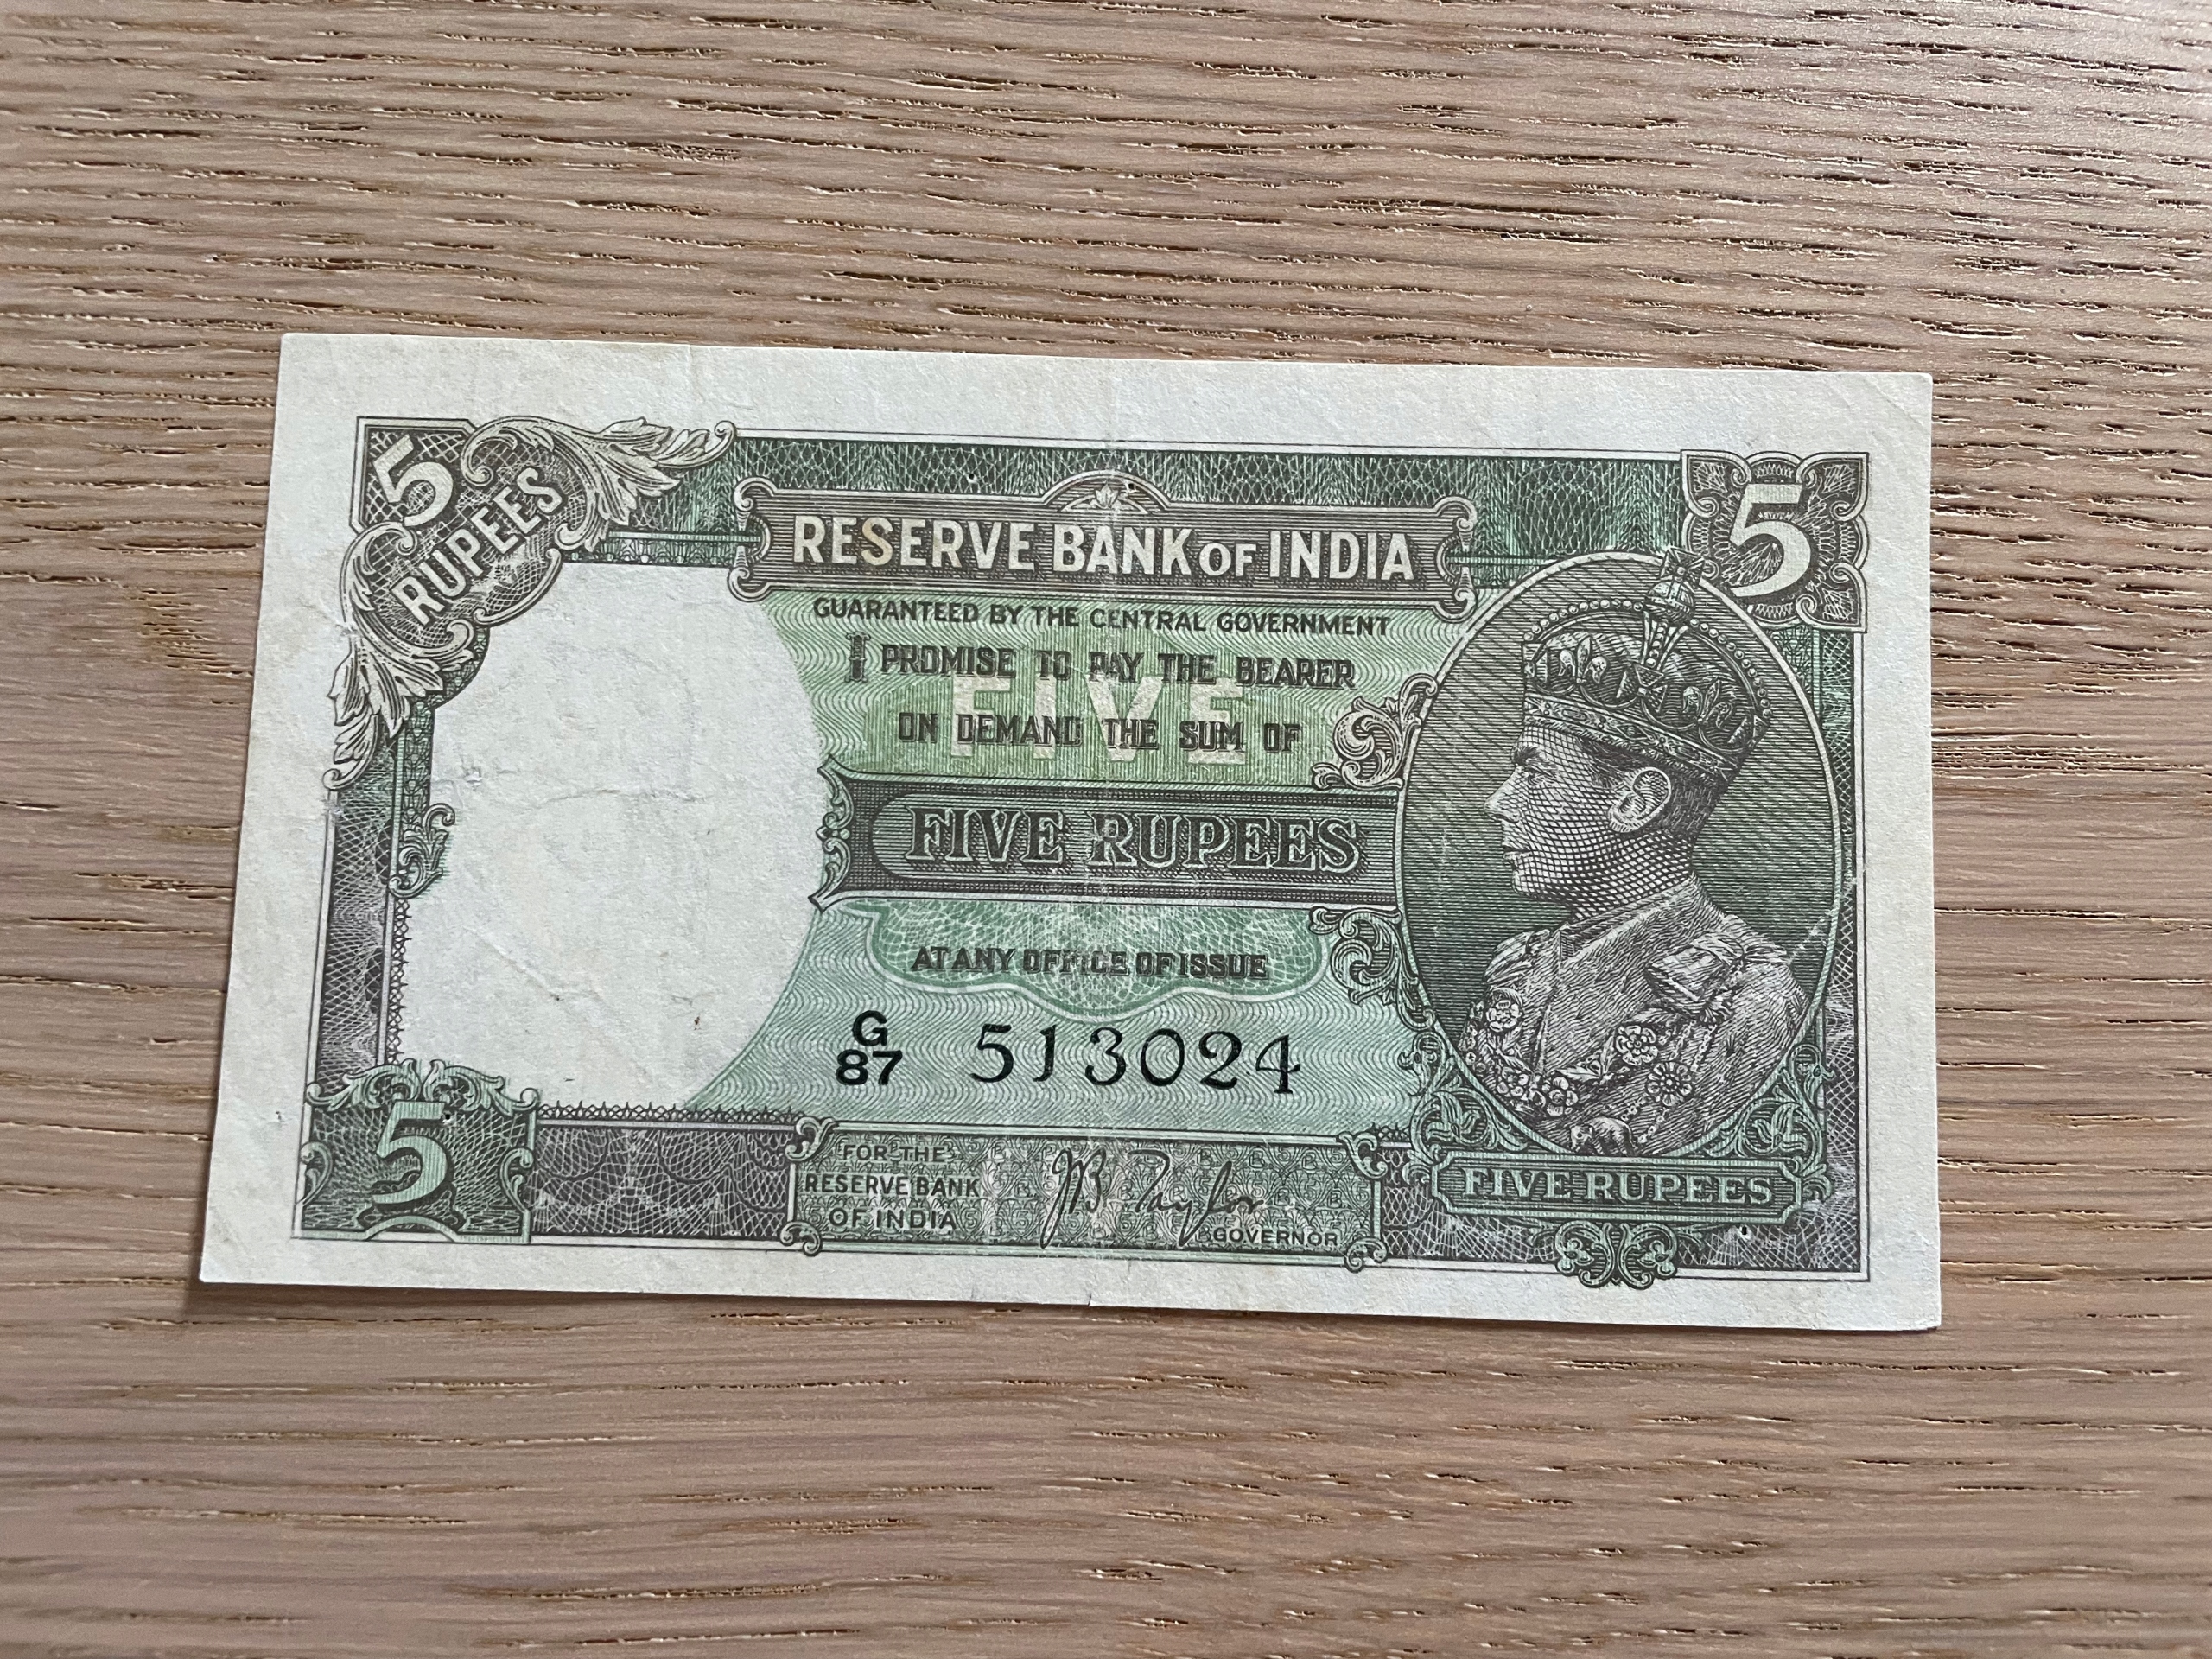 5 RUPEES
5
RESERVE BANK OF INDIA
GUARANTEED BY THE CENTRAL GOVERNMENT
I PROMISE TO PAY THE BEARER
FIVE
ON DEMAND THE SUM OF
FIVE RUPEES
AT ANY OFFICE OF ISSUE
G
87 513024
5
FOR THE
RESERVE BANK
OF INDIA
JB Taylor
GOVERNOR
FIVE RUPEES